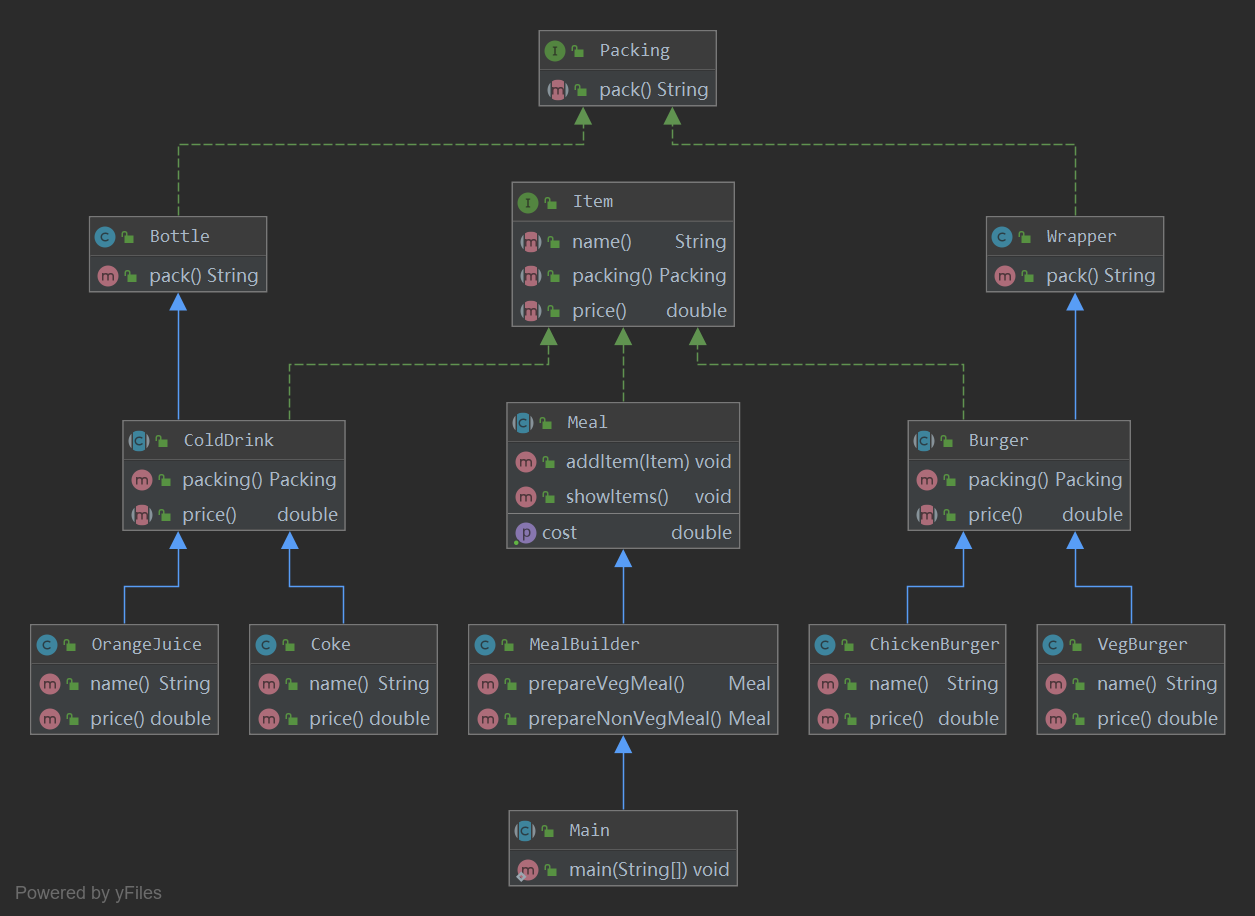 Packing
pack() String
Item
name() String
packing() Packing
price() double
Bottle
pack() String
Wrapper
pack() String
ColdDrink
packing() Packing
price() double
Meal
addItem(Item) void
showItems() void
cost double
Burger
packing() Packing
price() double
OrangeJuice
name() String
price() double
Coke
name() String
price() double
MealBuilder
prepareVegMeal() Meal
prepareNonVegMeal() Meal
ChickenBurger
name() String
price() double
VegBurger
name() String
price() double
Main
main(String[]) void
Powered by yFiles